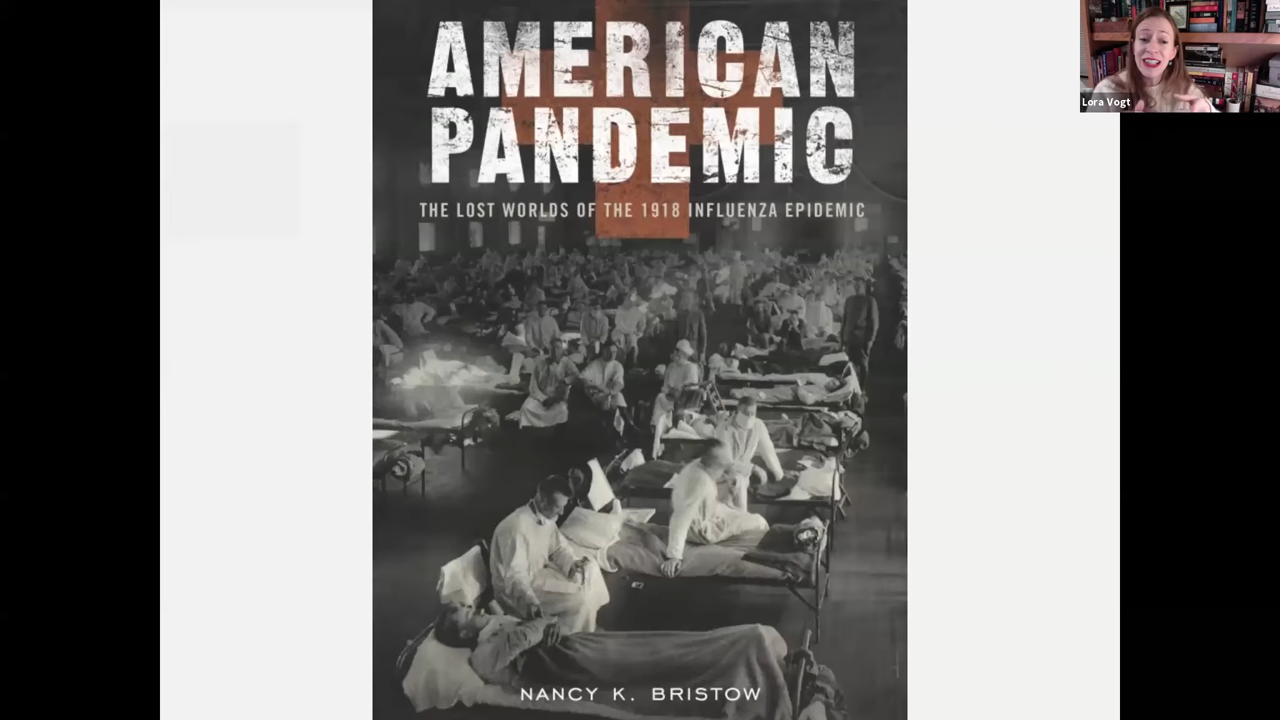 AMERICAN
PANDEMIC
THE LOST WORLDS OF THE 1918 INFLUENZA EPIDEMIC
NANCY K. BRISTOW
Lora Vogt